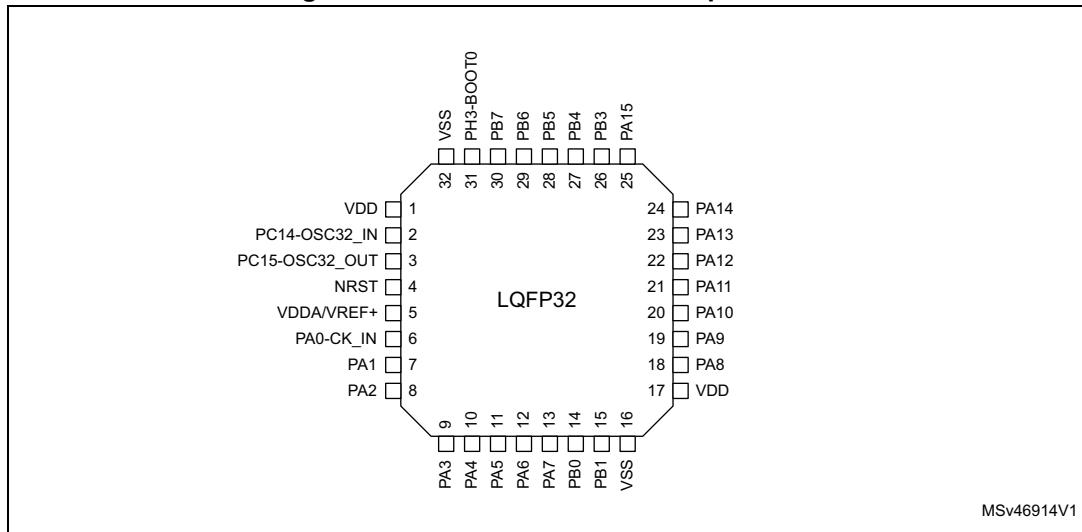 VSS
PH3-BOOT0
PB7
PB6
PB5
PB4
PB3
PA15
32
31
30
29
28
27
26
25
VDD 1
PC14-OSC32_IN 2
PC15-OSC32_OUT 3
NRST 4
VDDA/VREF+ 5
PA0-CK_IN 6
PA1 7
PA2 8
LQFP32
24 PA14
23 PA13
22 PA12
21 PA11
20 PA10
19 PA9
18 PA8
17 VDD
9
10
11
12
13
14
15
16
PA3
PA4
PA5
PA6
PA7
PB0
PB1
VSS
MSv46914V1